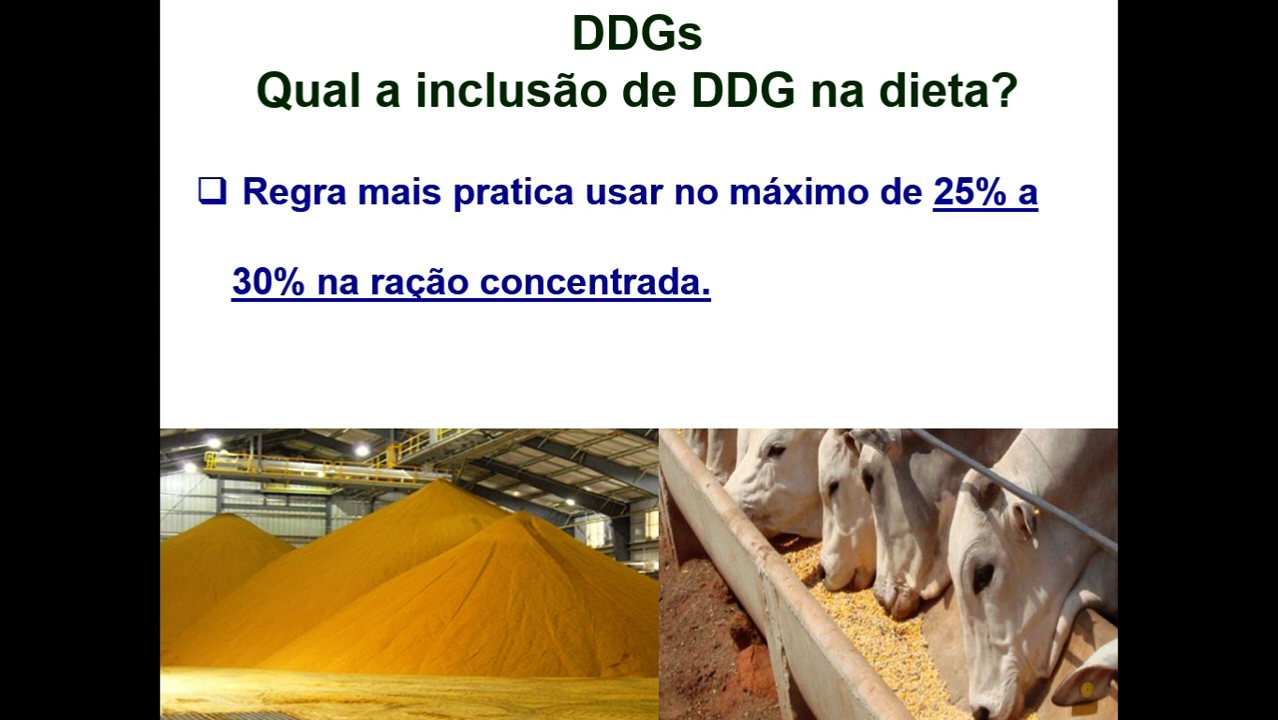 DDGs
Qual a inclusão de DDG na dieta?
Regra mais pratica usar no máximo de 25% a
30% na ração concentrada.